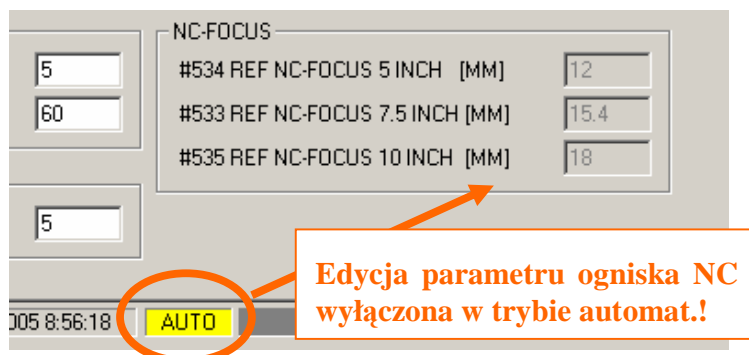 NC-FOCUS
5
#534 REF NC-FOCUS 5 INCH [MM] 12
60
#533 REF NC-FOCUS 7.5 INCH [MM] 15.4
#535 REF NC-FOCUS 10 INCH [MM] 18
5
Edycja parametru ogniska NC
wyłączona w trybie automat.!
005 8:56:18 AUTO